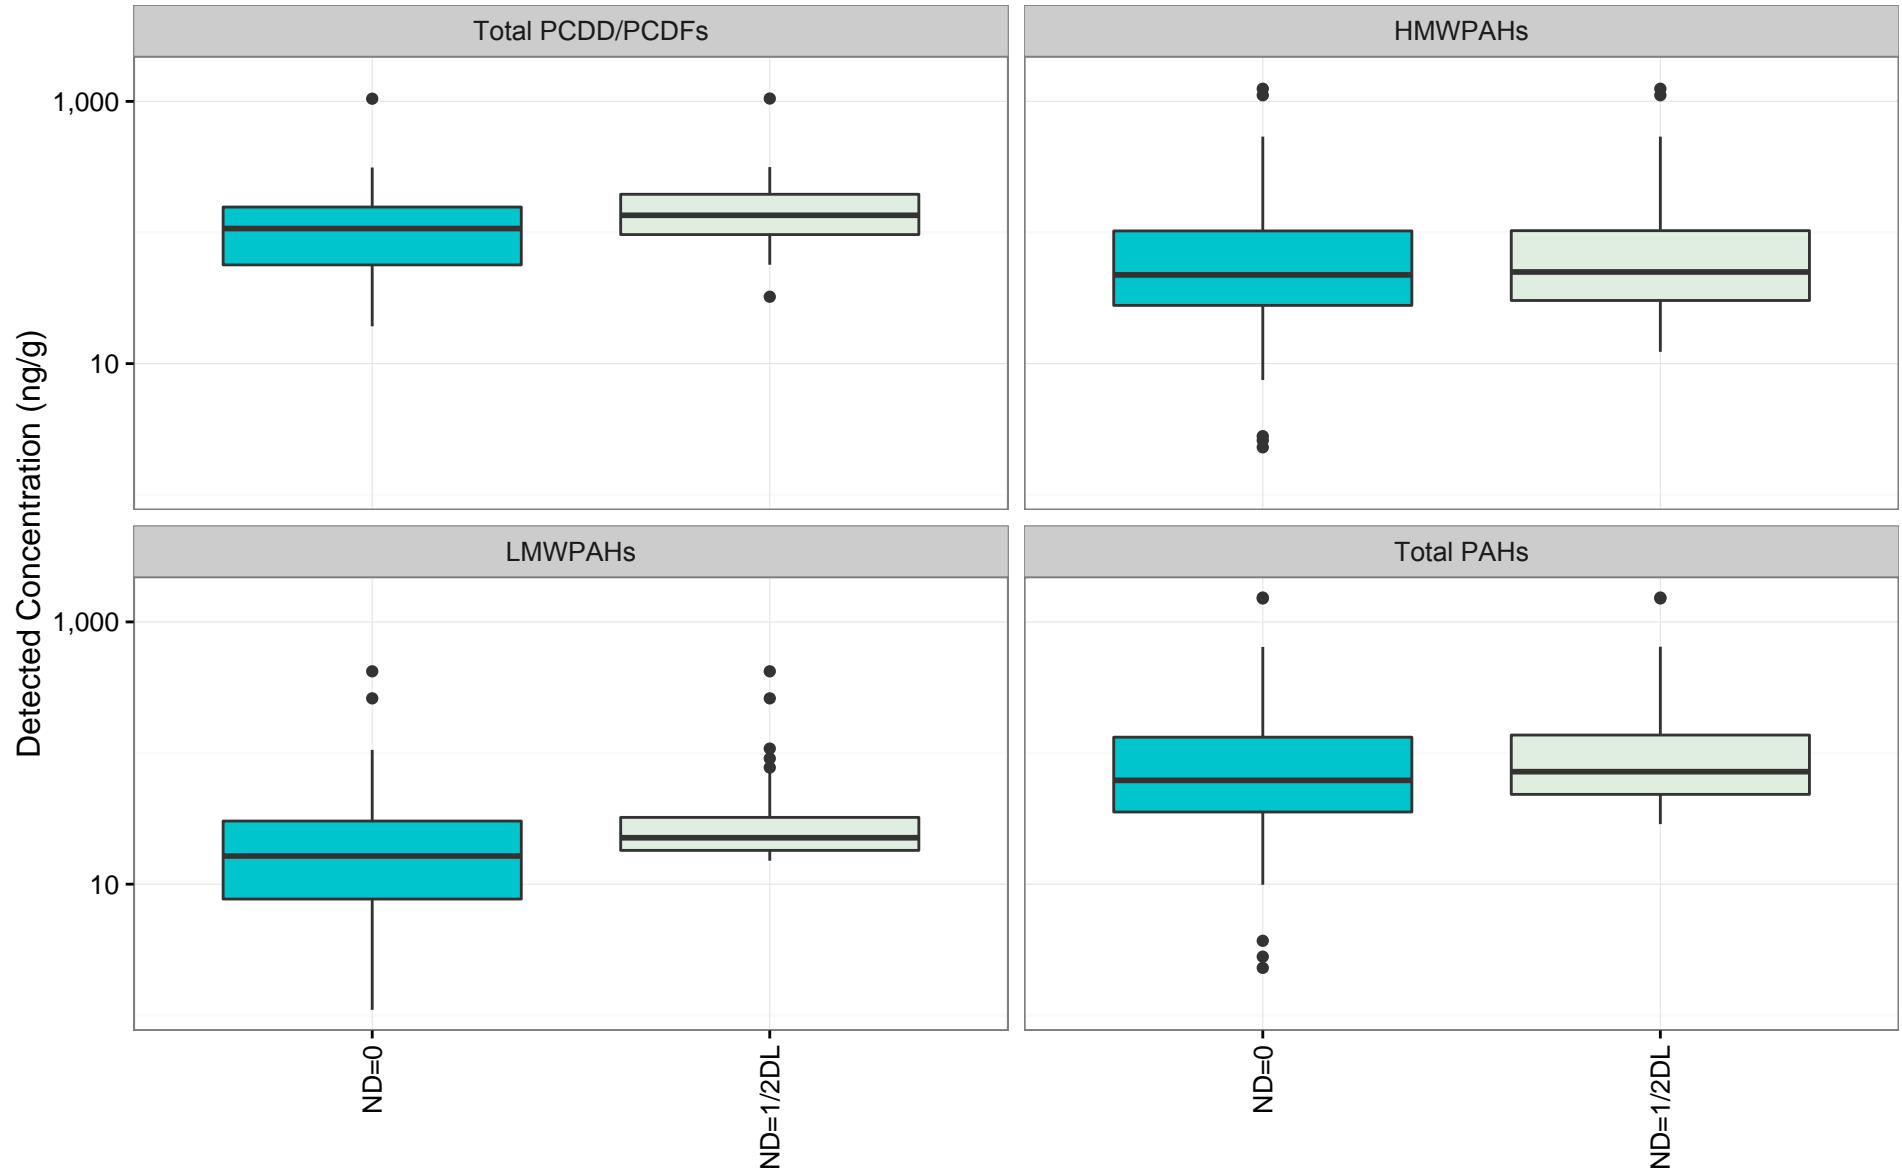 Total PCDD/PCDFs
HMWPAHs
1,000
10
Detected Concentration (ng/g)
LMWPAHs
Total PAHs
1,000
10
ND=0
ND=1/2DL
ND=0
ND=1/2DL